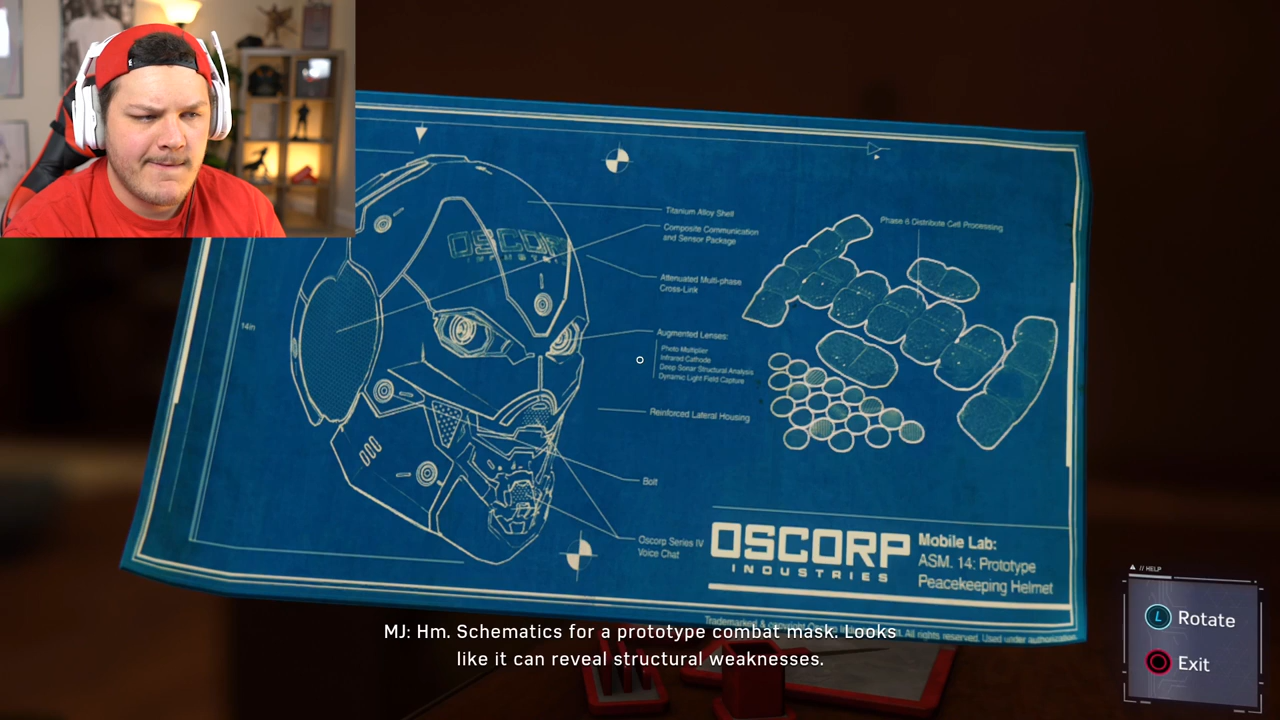 Titanium Alloy Shell
Composite Communication
and Sensor Package
Attenuated Multi-phase
Cross-Link
Augmented Lenses:
Photo Multiplier
Infrared Cathode
Deep Sonar Structural Analysis
Dynamic Light Field Capture
Reinforced Lateral Housing
Bolt
Oscorp Series IV
Voice Chat
14in
OSCORP
Phase 6 Distribute Cell Processing
OSCORP
INDUSTRIES
Mobile Lab:
ASM. 14: Prototype
Peacekeeping Helmet
Trademarked & copyright All rights reserved. Used under authorization.
MJ: Hm. Schematics for a prototype combat mask. Looks
like it can reveal structural weaknesses.
// HELP
L Rotate
Exit